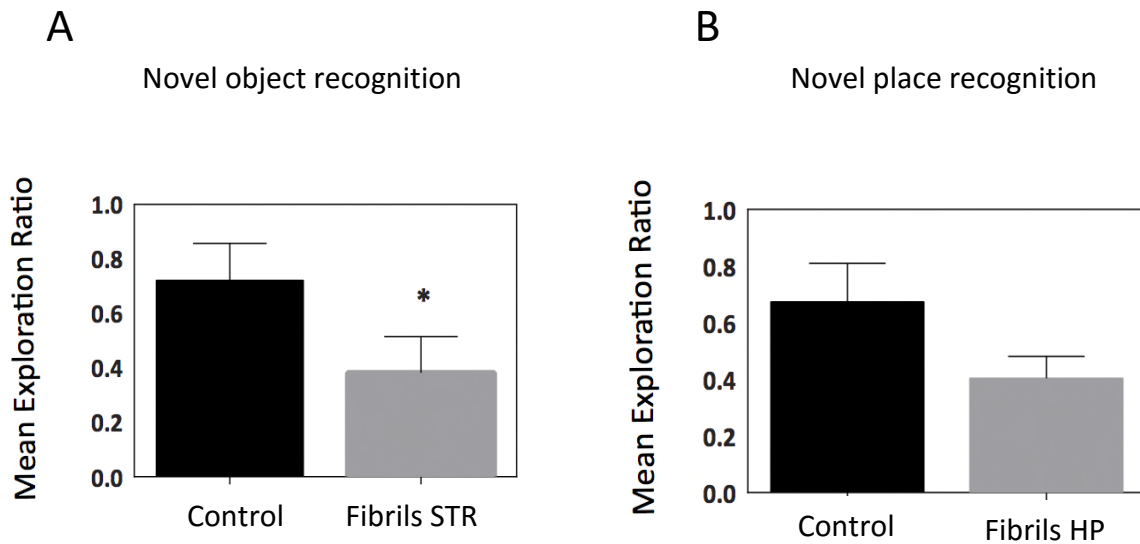 A
Novel object recognition
Mean Exploration Ratio
1.0
0.8
0.6
0.4
0.2
0.0
*
Control Fibrils STR
B
Novel place recognition
Mean Exploration Ratio
1.0
0.8
0.6
0.4
0.2
0.0
Control Fibrils HP